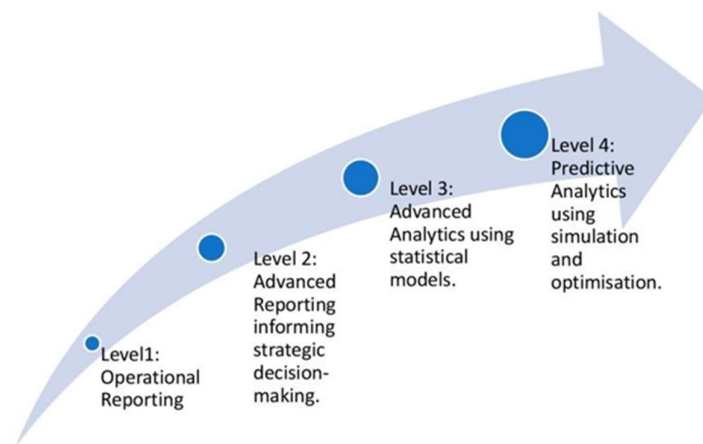 Level1:
Operational
Reporting
Level 2:
Advanced
Reporting
informing
strategic
decision-
making.
Level 3:
Advanced
Analytics using
statistical
models.
Level 4:
Predictive
Analytics
using
simulation
and
optimisation.